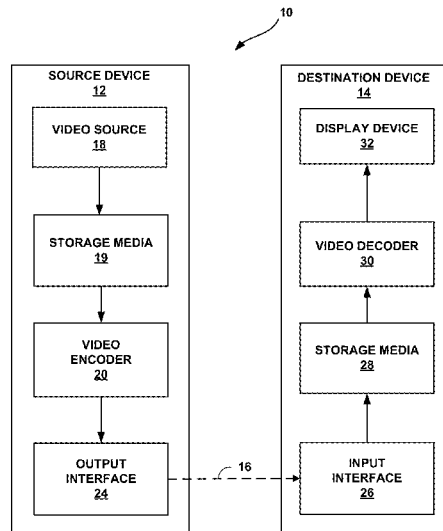 10
SOURCE DEVICE
12
VIDEO SOURCE
18
STORAGE MEDIA
19
VIDEO
ENCODER
20
OUTPUT
INTERFACE
24
16
DESTINATION DEVICE
14
DISPLAY DEVICE
32
VIDEO DECODER
30
STORAGE MEDIA
28
INPUT
INTERFACE
26